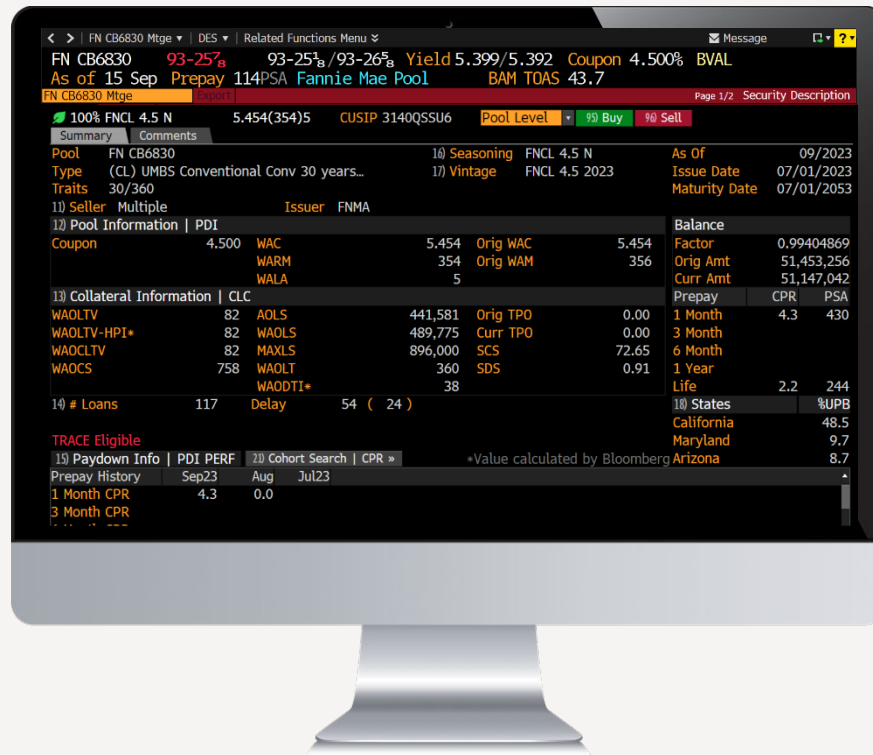 < > FN CB6830 Mtge ▾ DES ▾ Related Functions Menu ⌄ Message ?
FN CB6830 93-25⅞ 93-25⅛/93-26⅝ Yield 5.399/5.392 Coupon 4.500% BVAL
As of 15 Sep Prepay 114PSA Fannie Mae Pool BAM TOAS 43.7
FN CB6830 Mtge Export Page 1/2 Security Description
100% FNCL 4.5 N 5.454(354)5 CUSIP 3140QSSU6 Pool Level 95) Buy 96) Sell
Summary Comments
Pool FN CB6830 16) Seasoning FNCL 4.5 N As Of 09/2023
Type (CL) UMBS Conventional Conv 30 years… 17) Vintage FNCL 4.5 2023 Issue Date 07/01/2023
Traits 30/360 Maturity Date 07/01/2053
11) Seller Multiple Issuer FNMA
12) Pool Information | PDI Balance
Coupon 4.500 WAC 5.454 Orig WAC 5.454 Factor 0.99404869
WARM 354 Orig WAM 356 Orig Amt 51,453,256
WALA 5 Curr Amt 51,147,042
13) Collateral Information | CLC Prepay CPR PSA
WAOLTV 82 AOLS 441,581 Orig TPO 0.00 1 Month 4.3 430
WAOLTV-HPI* 82 WAOLS 489,775 Curr TPO 0.00 3 Month
WAOCLTV 82 MAXLS 896,000 SCS 72.65 6 Month
WAOCS 758 WAOLT 360 SDS 0.91 1 Year
WAODTI* 38 Life 2.2 244
14) # Loans 117 Delay 54 ( 24 ) 18) States %UPB
California 48.5
TRACE Eligible Maryland 9.7
15) Paydown Info | PDI PERF 21) Cohort Search | CPR » *Value calculated by Bloomberg Arizona 8.7
Prepay History Sep23 Aug Jul23
1 Month CPR 4.3 0.0
3 Month CPR